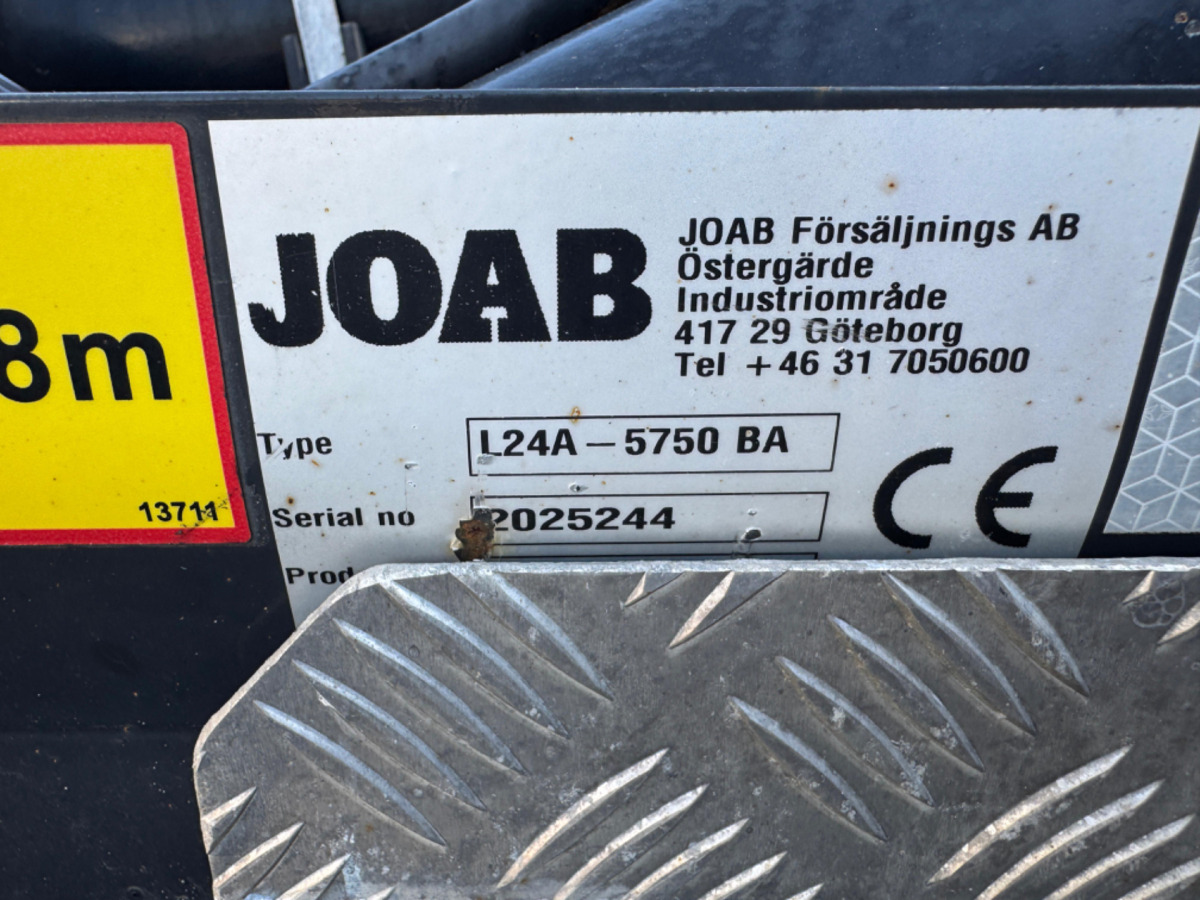 JOAB
JOAB Försäljnings AB
Östergärde
Industriområde
417 29 Göteborg
Tel +46 31 7050600
Type L24A-5750 BA
Serial no 2025244
Prod
CE
8m
13711